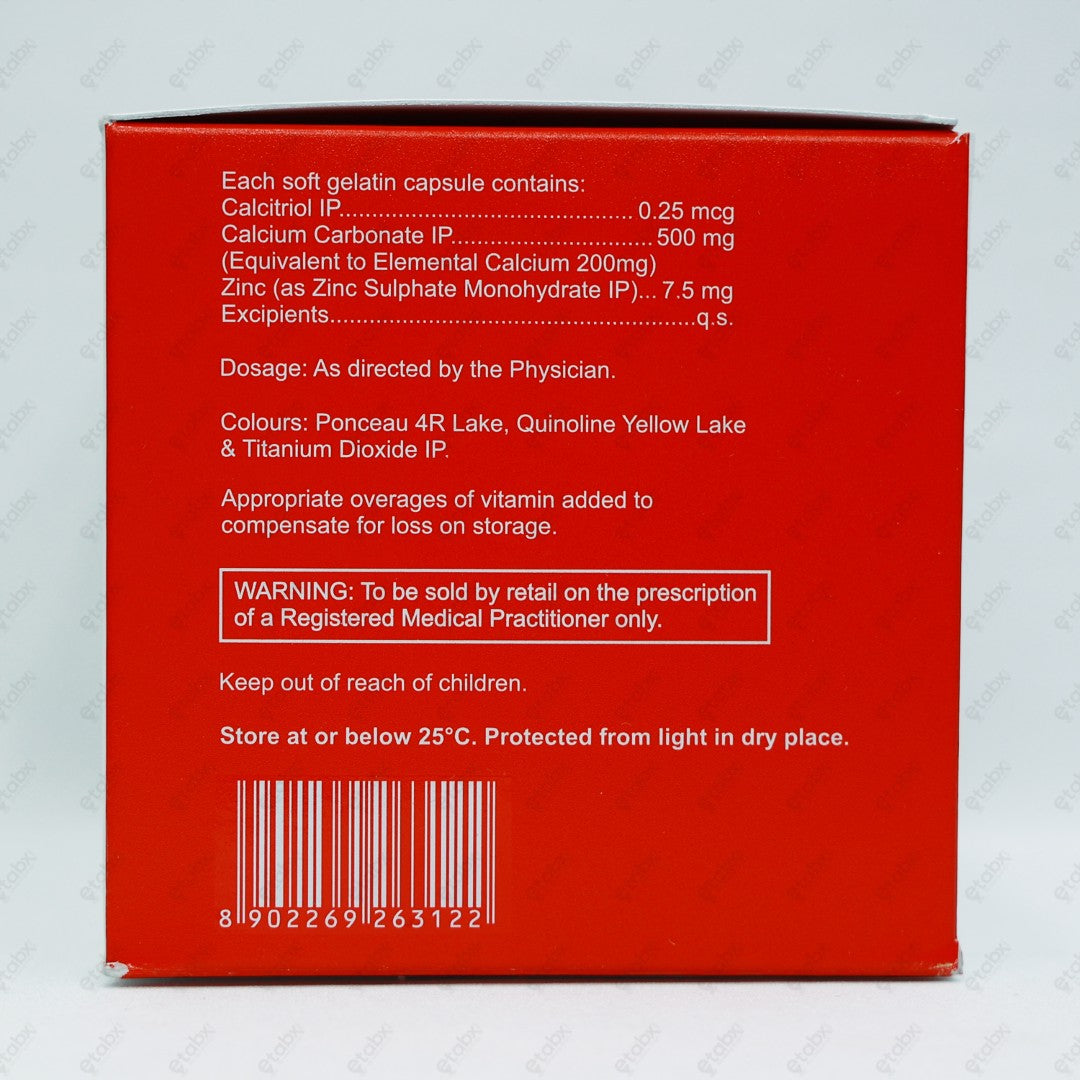 Each soft gelatin capsule contains:
Calcitriol IP............................................ 0.25 mcg
Calcium Carbonate IP............................... 500 mg
(Equivalent to Elemental Calcium 200mg)
Zinc (as Zinc Sulphate Monohydrate IP)... 7.5 mg
Excipients........................................................q.s.
Dosage: As directed by the Physician.
Colours: Ponceau 4R Lake, Quinoline Yellow Lake
& Titanium Dioxide IP.
Appropriate overages of vitamin added to
compensate for loss on storage.
WARNING: To be sold by retail on the prescription
of a Registered Medical Practitioner only.
Keep out of reach of children.
Store at or below 25°C. Protected from light in dry place.
8 902269 263122
etabx